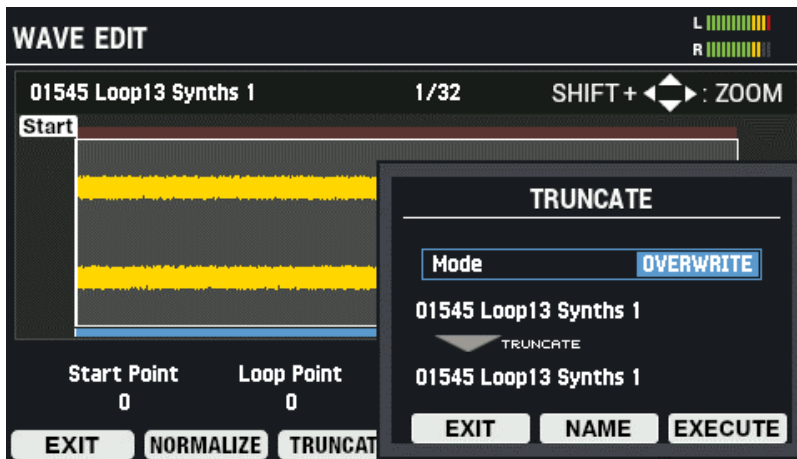 WAVE EDIT
L
R
01545 Loop13 Synths 1 1/32 SHIFT + : ZOOM
Start
TRUNCATE
Mode OVERWRITE
01545 Loop13 Synths 1
TRUNCATE
01545 Loop13 Synths 1
EXIT NAME EXECUTE
Start Point Loop Point
0 0
EXIT NORMALIZE TRUNCAT